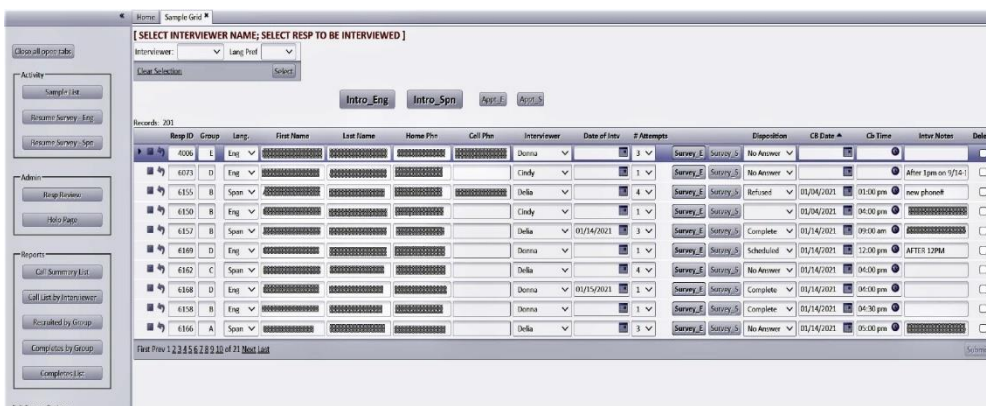 « Home Sample Grid ×
[ SELECT INTERVIEWER NAME; SELECT RESP TO BE INTERVIEWED ]
Close all open tabs
Interviewer: Lang Pref
Clear Selection Select
Activity
Sample List
Resume Survey - Eng
Resume Survey - Spn
Intro_Eng Intro_Spn Appt_E Appt_S
Records: 201
Resp ID Group Lang. First Name Last Name Home Phn Cell Phn Interviewer Date of Intv # Attempts Disposition CB Date Cb Time Intvr Notes Dele
4006 E Eng Donna 3 Survey_E Survey_S No Answer
6073 D Eng Cindy 1 Survey_E Survey_S No Answer After 1pm on 9/14-1
6155 B Span Delia 4 Survey_E Survey_S Refused 01/04/2021 01:00 pm new phone#
6150 B Eng Cindy 1 Survey_E Survey_S 01/04/2021 04:00 pm
6157 B Span Delia 01/14/2021 3 Survey_E Survey_S Complete 01/04/2021 09:00 am
6169 D Eng Donna 1 Survey_E Survey_S Scheduled 01/14/2021 12:00 pm AFTER 12PM
6162 C Span Delia 4 Survey_E Survey_S No Answer 01/14/2021 04:00 pm
6168 D Eng Donna 01/15/2021 1 Survey_E Survey_S Complete 01/14/2021 04:00 pm
6158 B Eng Donna 1 Survey_E Survey_S Complete 01/14/2021 04:30 pm
6166 A Span Delia 3 Survey_E Survey_S No Answer 01/14/2021 05:00 pm
First Prev 1 2 3 4 5 6 7 8 9 10 of 21 Next Last
Admin
Resp Review
Help Page
Reports
Call Summary List
Call List by Interviewer
Recruited by Group
Completes by Group
Completes List